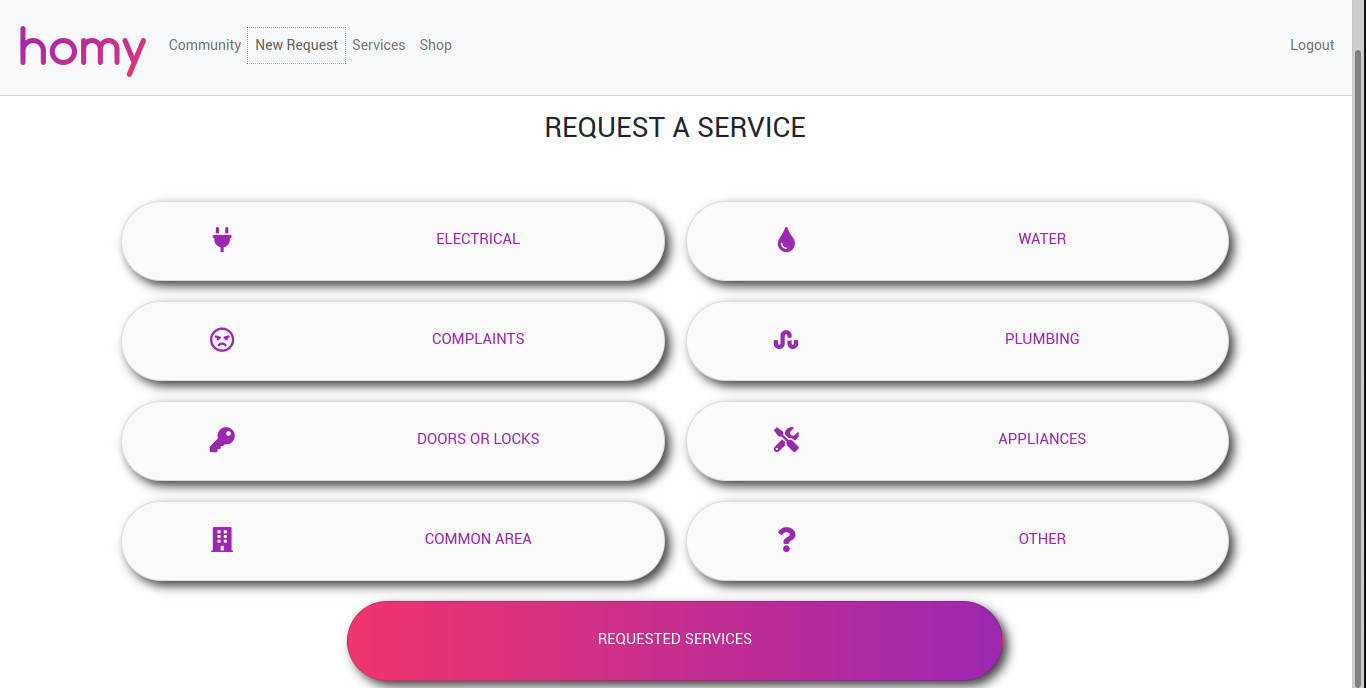 homy Community New Request Services Shop Logout
REQUEST A SERVICE
ELECTRICAL WATER
COMPLAINTS PLUMBING
DOORS OR LOCKS APPLIANCES
COMMON AREA OTHER
REQUESTED SERVICES